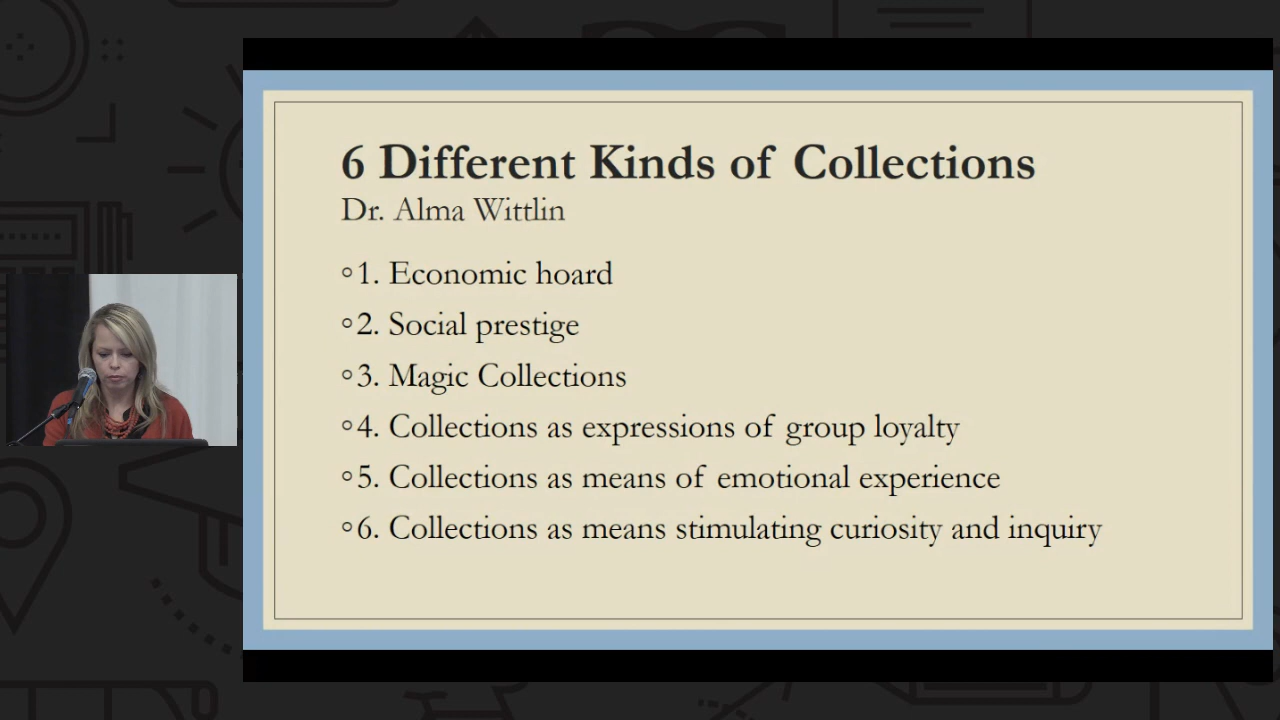 6 Different Kinds of Collections
Dr. Alma Wittlin
◦1. Economic hoard
◦2. Social prestige
◦3. Magic Collections
◦4. Collections as expressions of group loyalty
◦5. Collections as means of emotional experience
◦6. Collections as means stimulating curiosity and inquiry